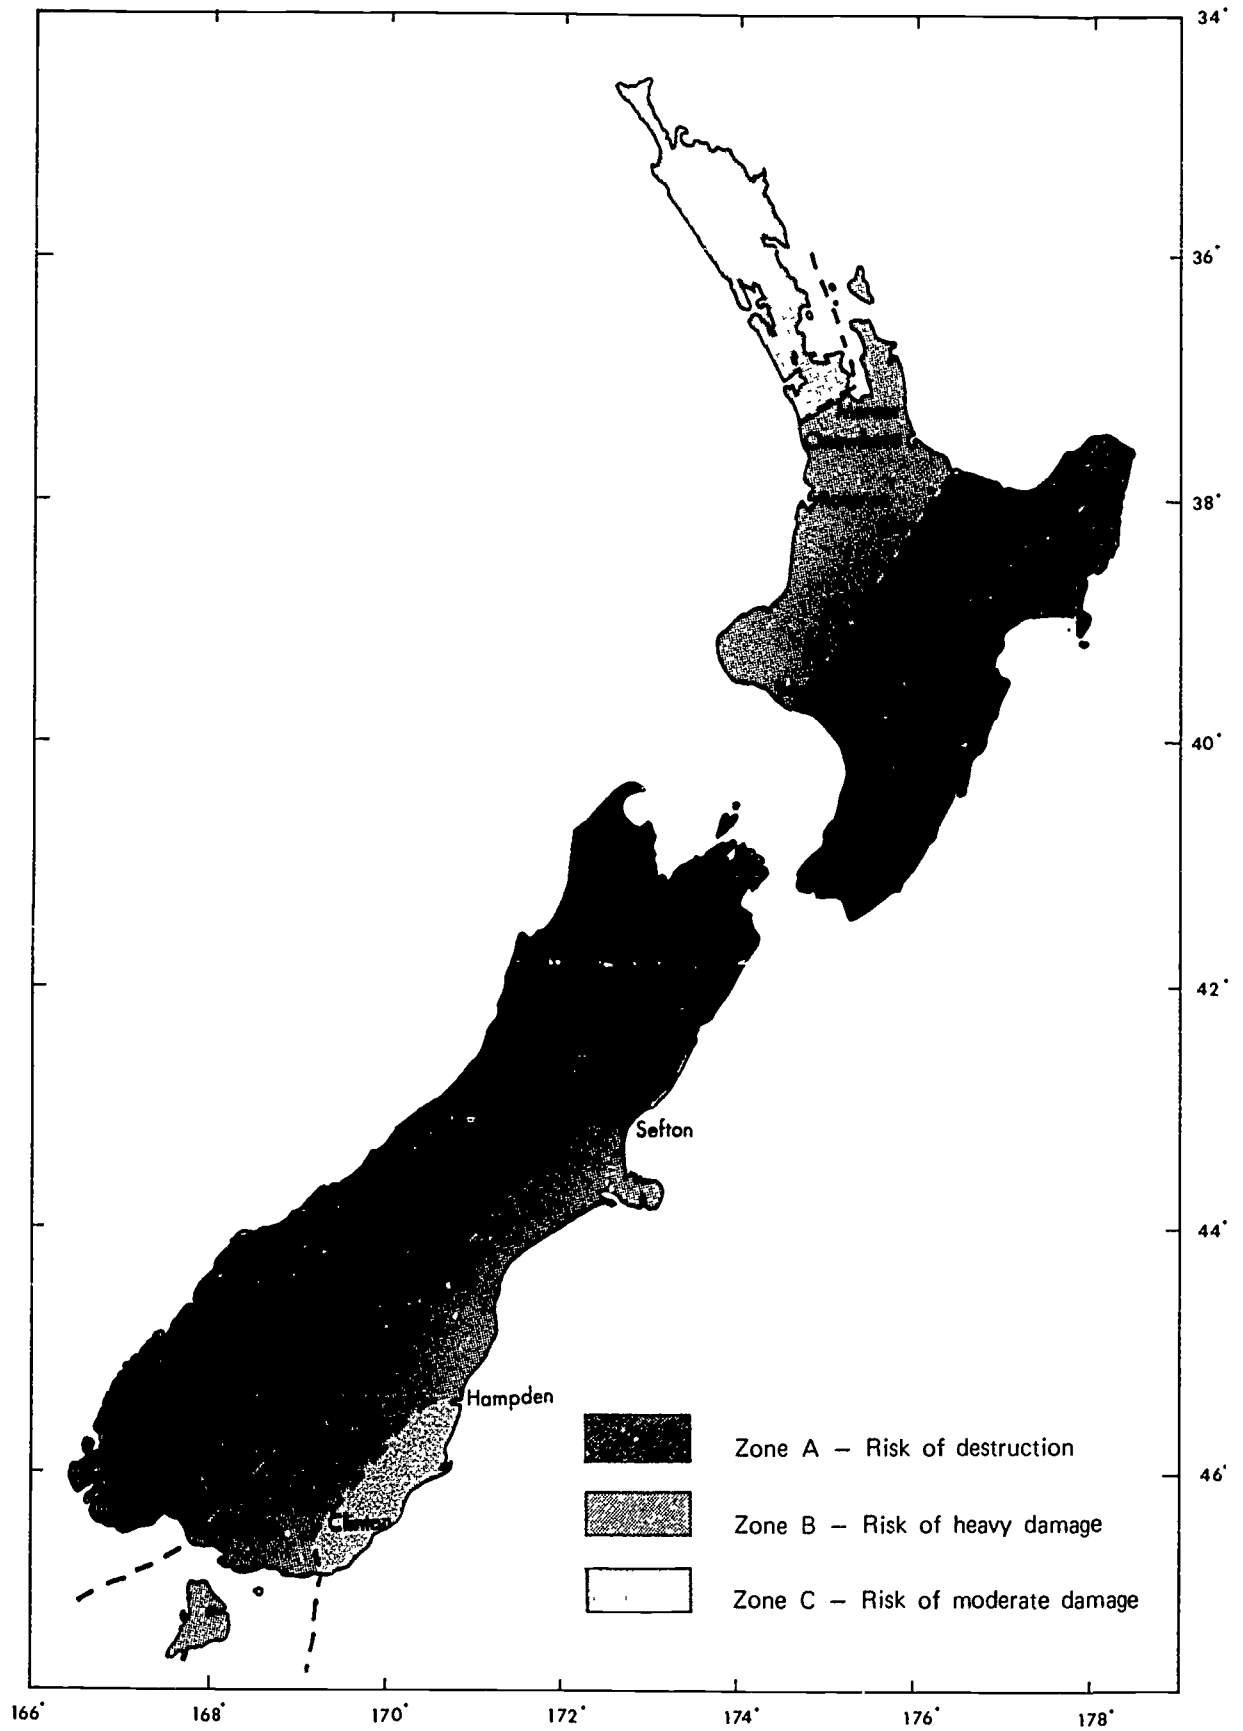 34°
36°
38°
40°
42°
Sefton
44°
Hampden
Zone A – Risk of destruction
46°
Zone B – Risk of heavy damage
Clinton
Zone C – Risk of moderate damage
166° 168° 170° 172° 174° 176° 178°